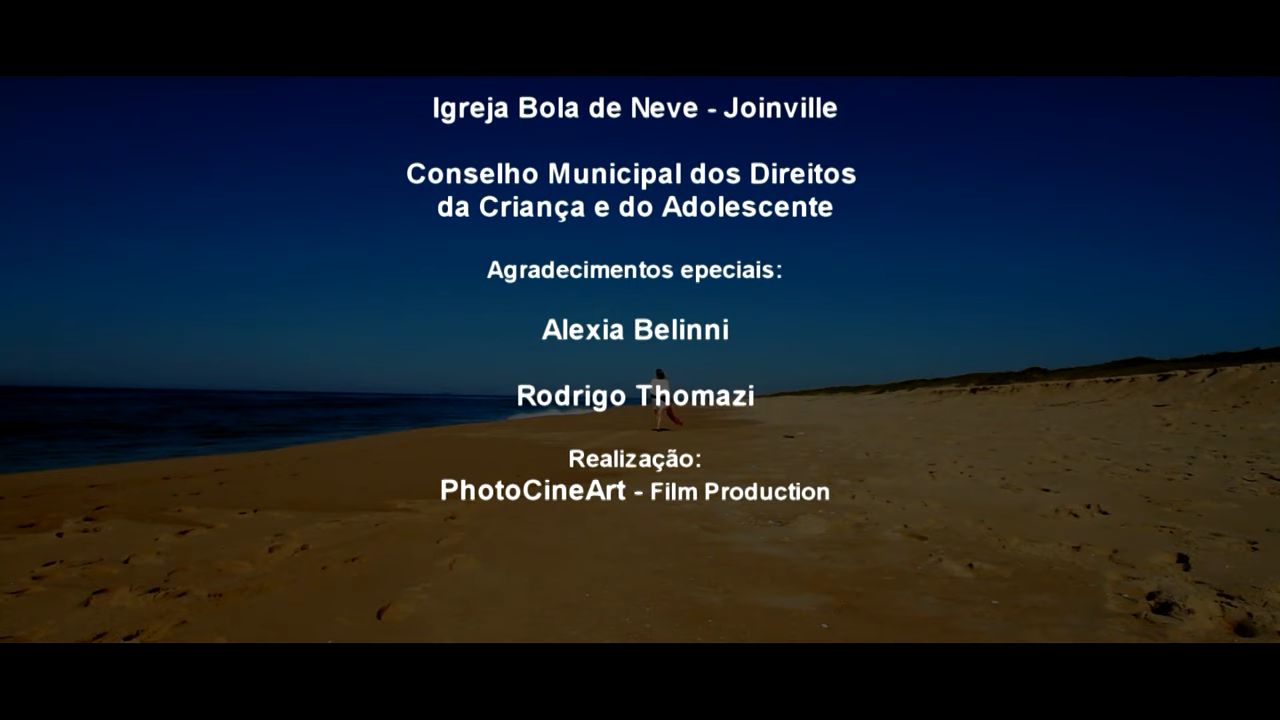 Igreja Bola de Neve - Joinville
Conselho Municipal dos Direitos
da Criança e do Adolescente
Agradecimentos epeciais:
Alexia Belinni
Rodrigo Thomazi
Realização:
PhotoCineArt - Film Production